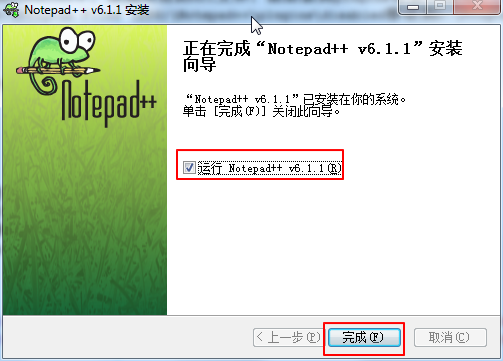 Notepad++ v6.1.1 安装
Notepad++
正在完成“Notepad++ v6.1.1”安装
向导
“Notepad++ v6.1.1”已安装在你的系统。
单击 [完成(F)] 关闭此向导。
运行 Notepad++ v6.1.1(R)
< 上一步(P)
完成(F)
取消(C)